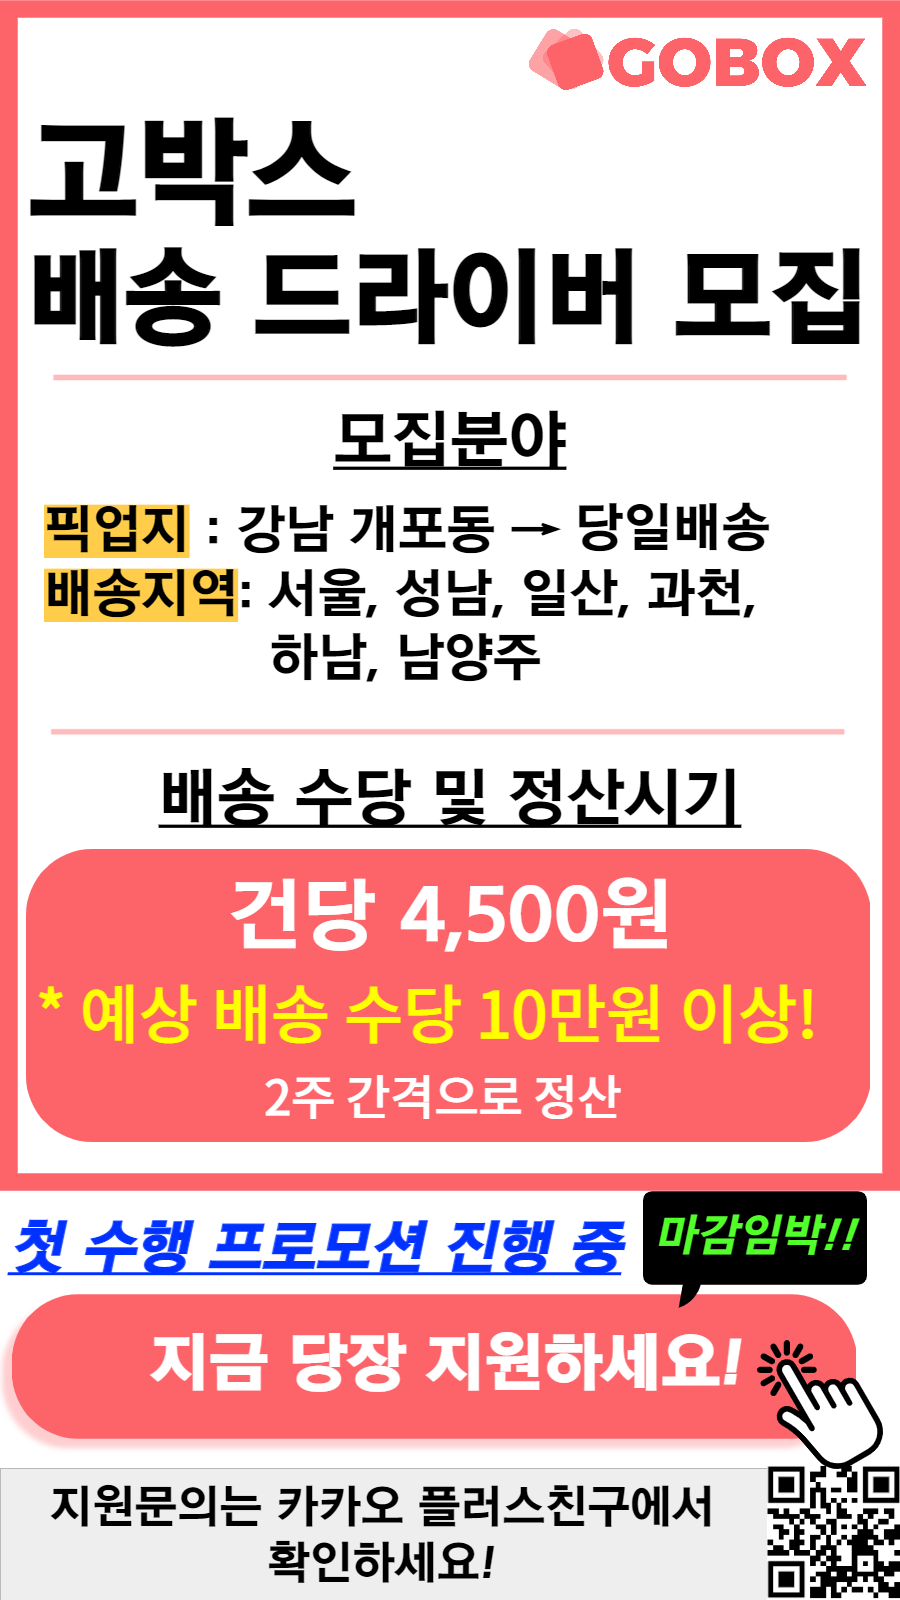 GOBOX
고박스
배송 드라이버 모집
모집분야
픽업지 : 강남 개포동 → 당일배송
배송지역: 서울, 성남, 일산, 과천,
하남, 남양주
배송 수당 및 정산시기
건당 4,500원
* 예상 배송 수당 10만원 이상!
2주 간격으로 정산
첫 수행 프로모션 진행 중
마감임박!!
지금 당장 지원하세요!
지원문의는 카카오 플러스친구에서
확인하세요!